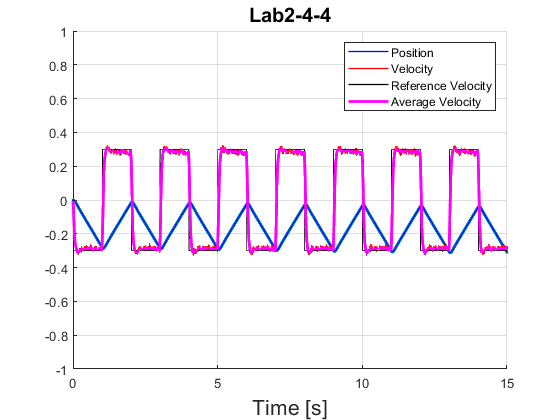 Lab2-4-4
1
0.8
0.6
0.4
0.2
0
-0.2
-0.4
-0.6
-0.8
-1
Position
Velocity
Reference Velocity
Average Velocity
0 5 10 15
Time [s]